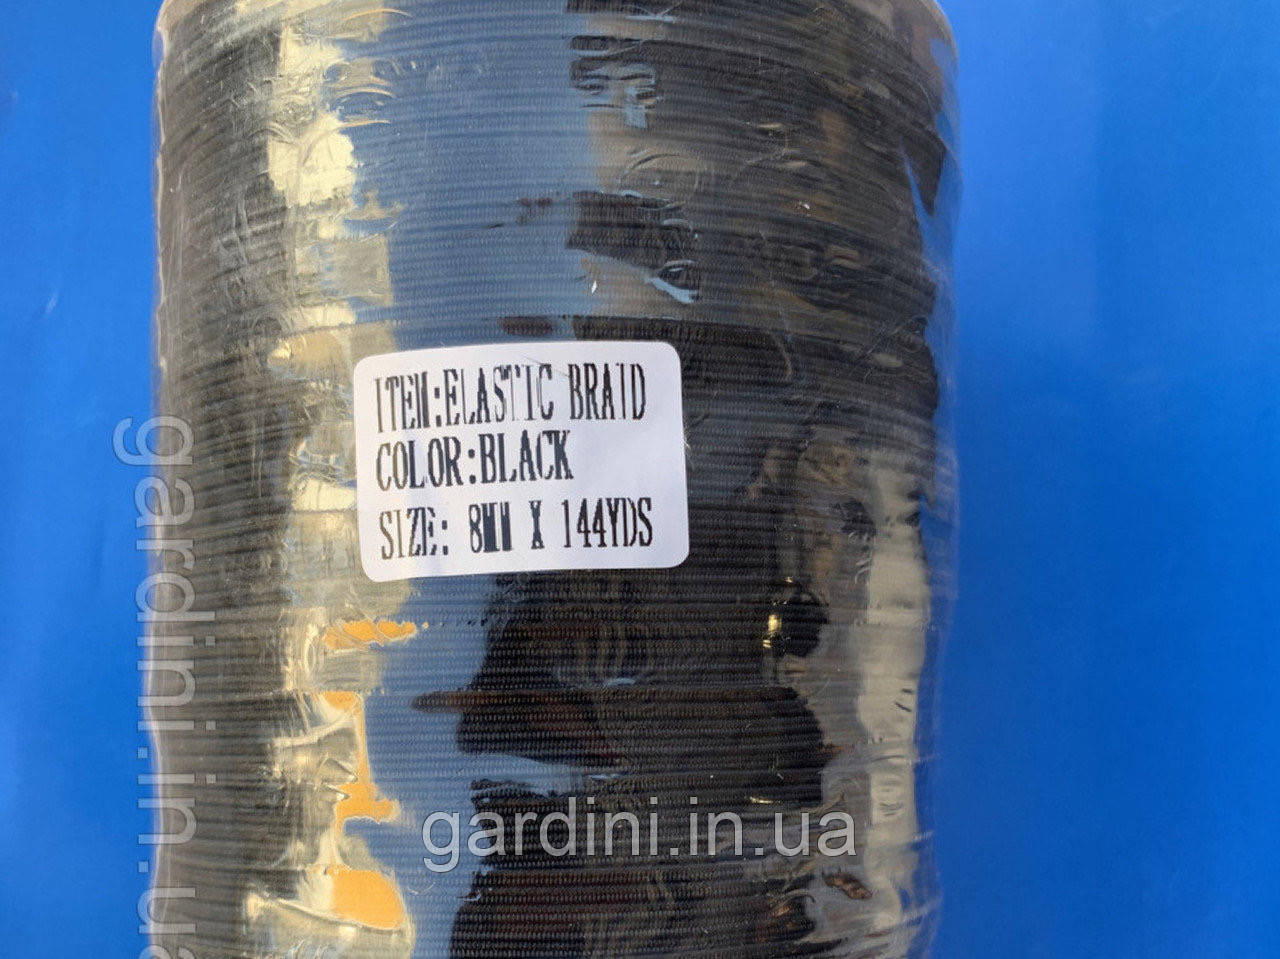 ITEM:ELASTIC BRAID
COLOR:BLACK
SIZE: 8MM X 144YDS
gardini.in.ua
gardini.in.ua